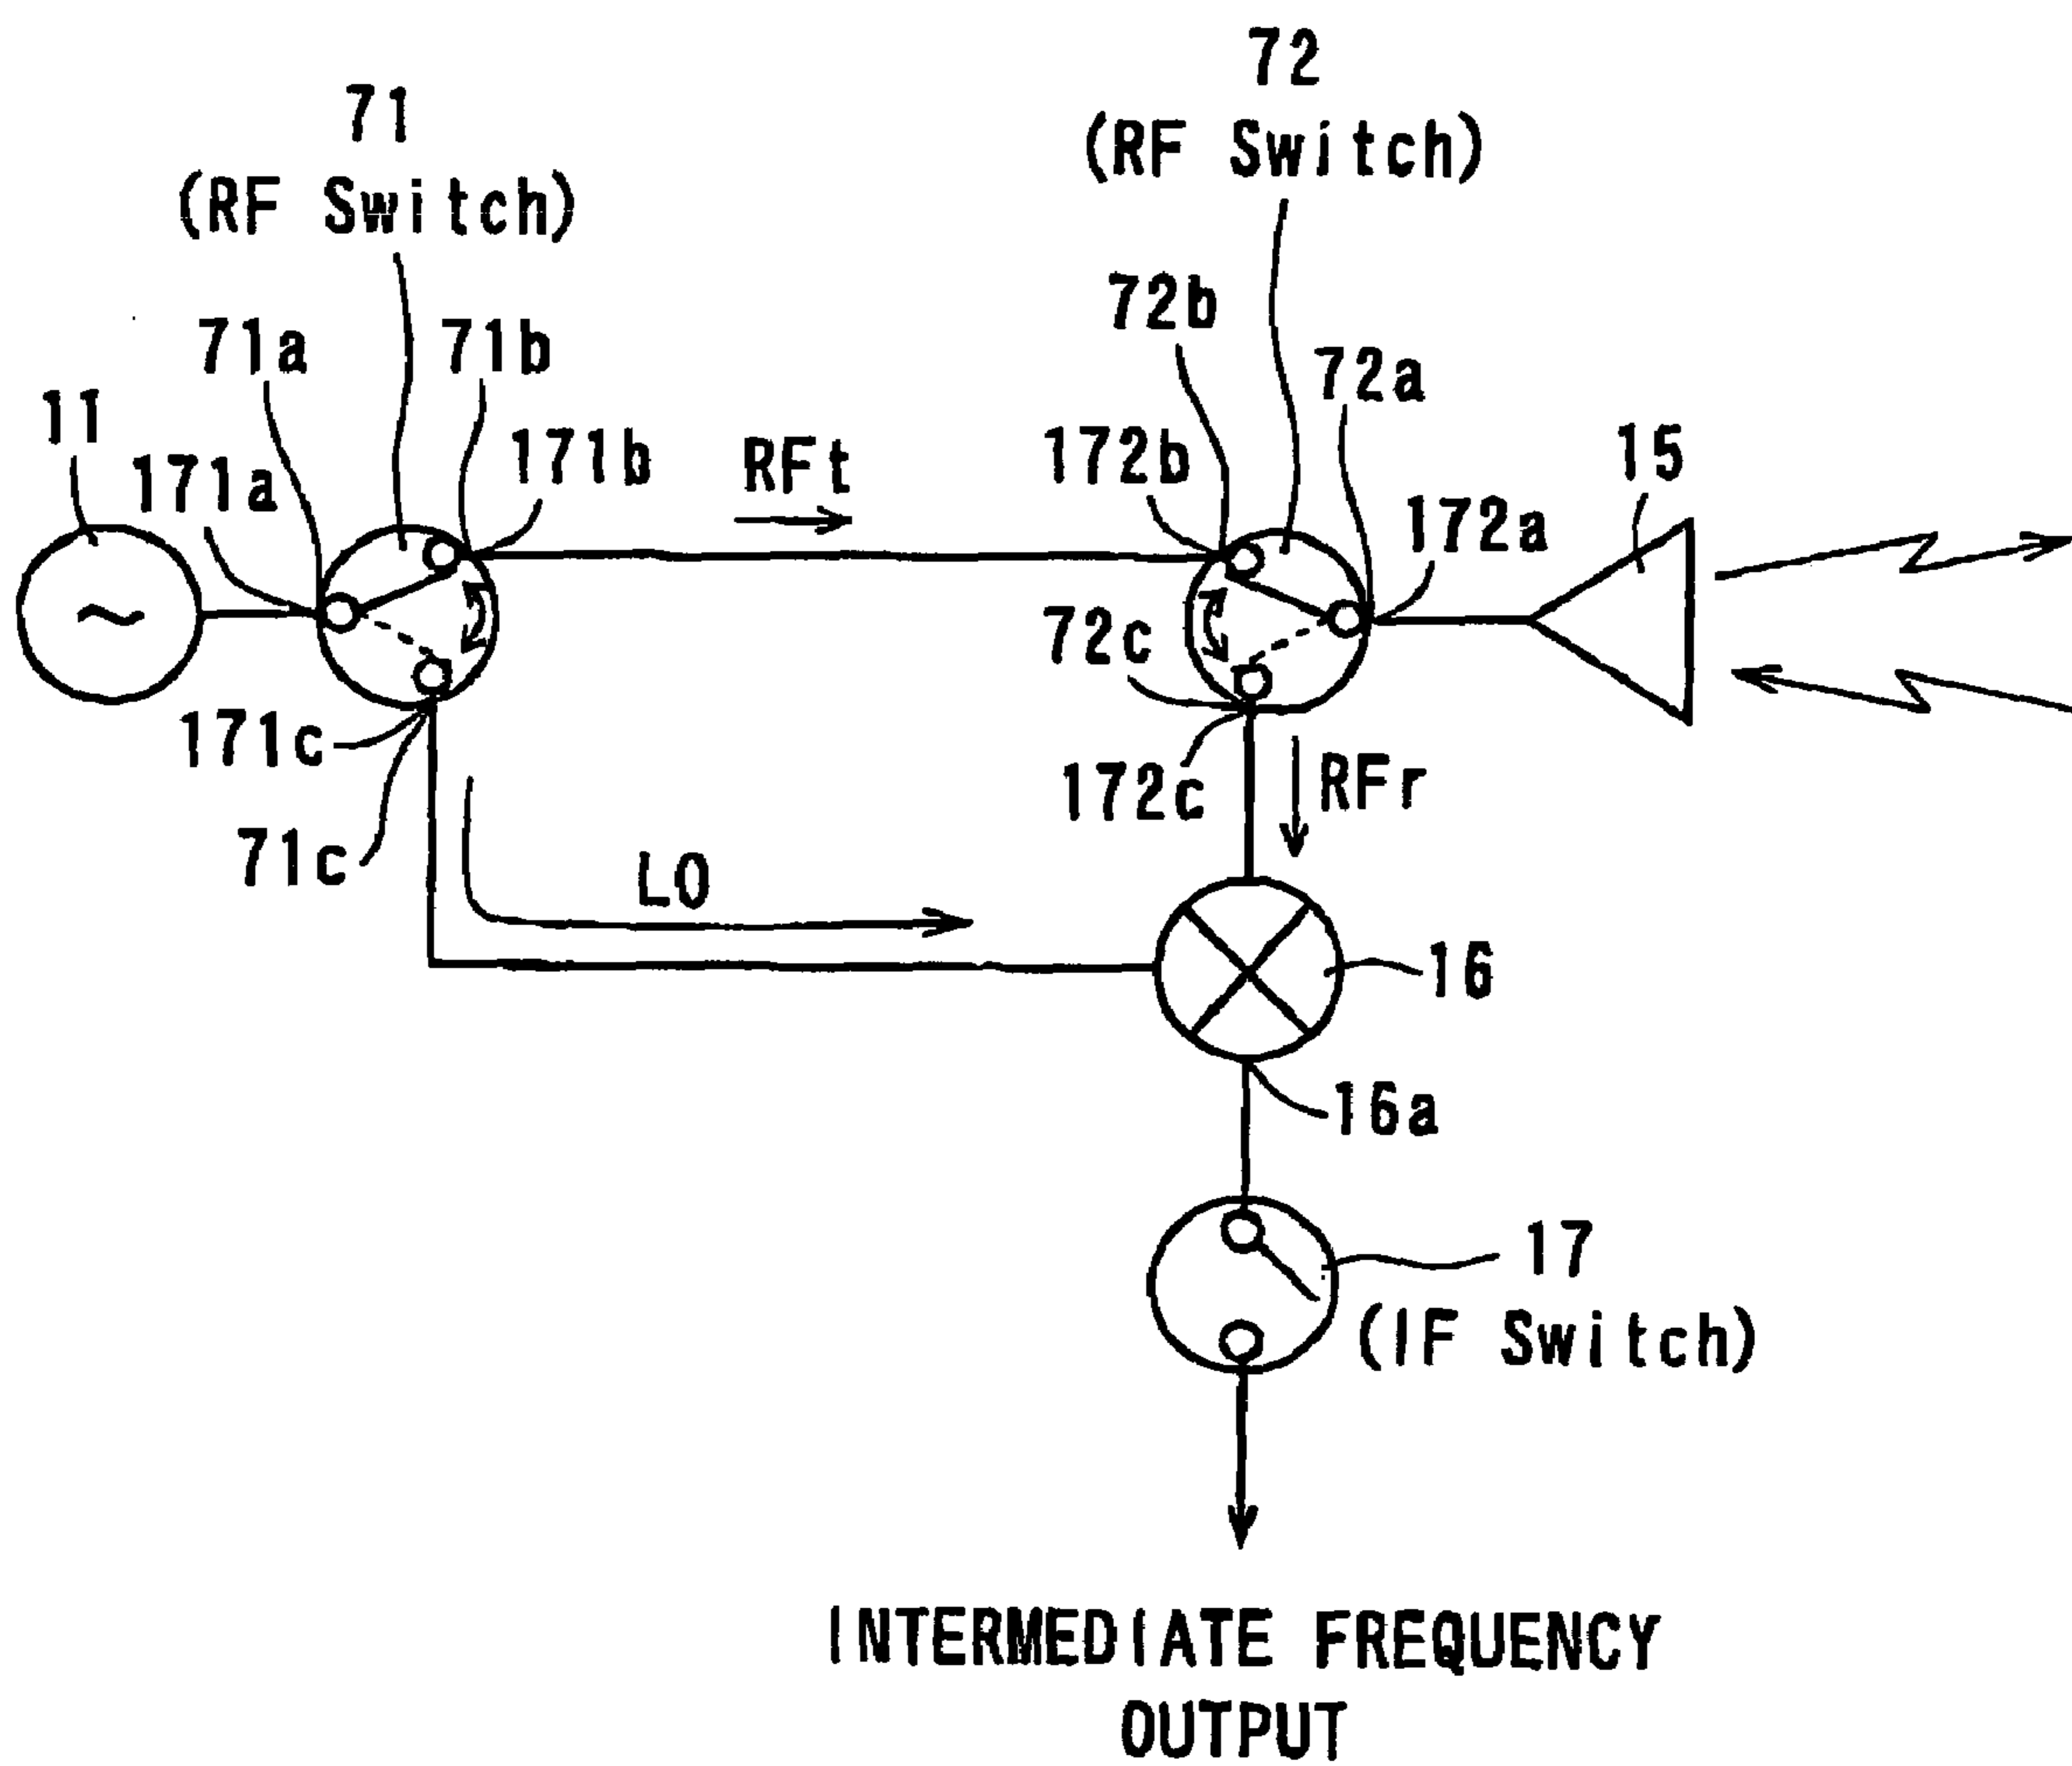 72
(RF Switch)
71
(RF Switch)
72b
71a
71b
72a
11
171a
171b
RFt
172b
172a
15
72c
171c
172c
RFr
71c
LO
16
16a
17
(IF Switch)
INTERMEDIATE FREQUENCY
OUTPUT